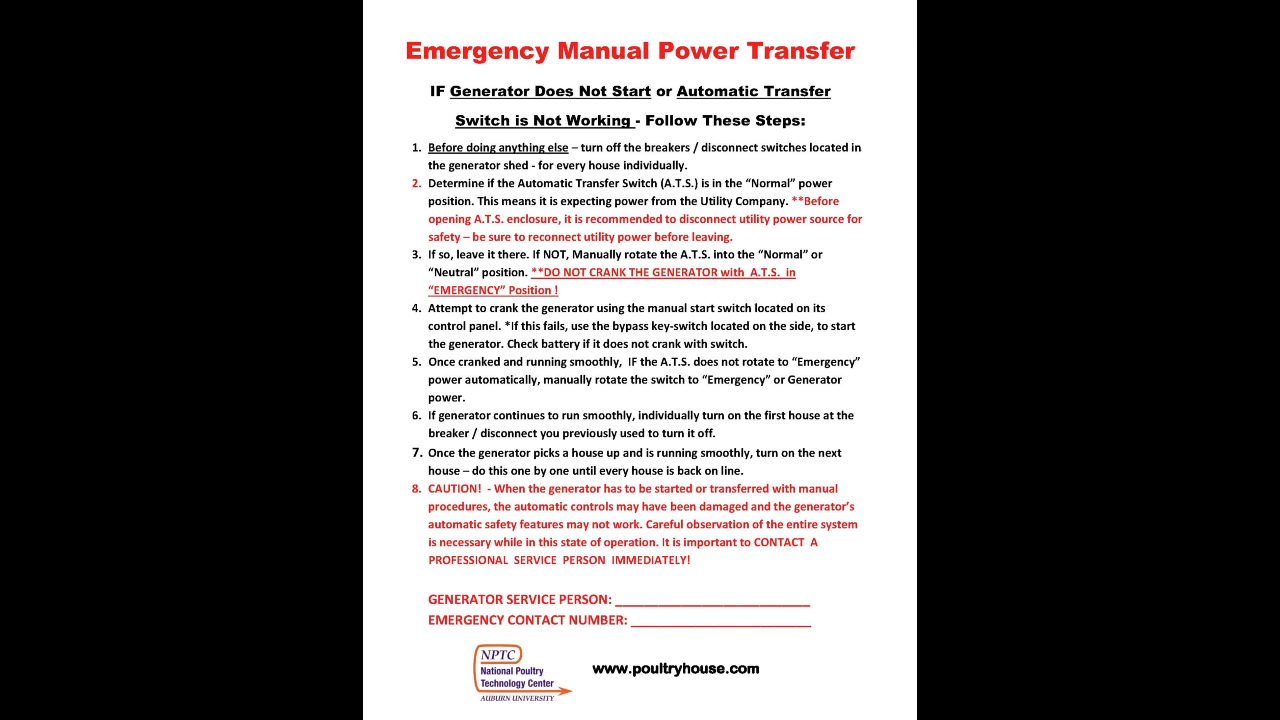 Emergency Manual Power Transfer
IF Generator Does Not Start or Automatic Transfer
Switch is Not Working - Follow These Steps:
1. Before doing anything else – turn off the breakers / disconnect switches located in
the generator shed - for every house individually.
2. Determine if the Automatic Transfer Switch (A.T.S.) is in the “Normal” power
position. This means it is expecting power from the Utility Company. **Before
opening A.T.S. enclosure, it is recommended to disconnect utility power source for
safety – be sure to reconnect utility power before leaving.
3. If so, leave it there. If NOT, Manually rotate the A.T.S. into the “Normal” or
“Neutral” position. **DO NOT CRANK THE GENERATOR with A.T.S. in
“EMERGENCY” Position !
4. Attempt to crank the generator using the manual start switch located on its
control panel. *If this fails, use the bypass key-switch located on the side, to start
the generator. Check battery if it does not crank with switch.
5. Once cranked and running smoothly, IF the A.T.S. does not rotate to “Emergency”
power automatically, manually rotate the switch to “Emergency” or Generator
power.
6. If generator continues to run smoothly, individually turn on the first house at the
breaker / disconnect you previously used to turn it off.
7. Once the generator picks a house up and is running smoothly, turn on the next
house – do this one by one until every house is back on line.
8. CAUTION! - When the generator has to be started or transferred with manual
procedures, the automatic controls may have been damaged and the generator’s
automatic safety features may not work. Careful observation of the entire system
is necessary while in this state of operation. It is important to CONTACT A
PROFESSIONAL SERVICE PERSON IMMEDIATELY!
GENERATOR SERVICE PERSON: ___________________________
EMERGENCY CONTACT NUMBER: _________________________
NPTC
National Poultry
Technology Center
AUBURN UNIVERSITY
www.poultryhouse.com